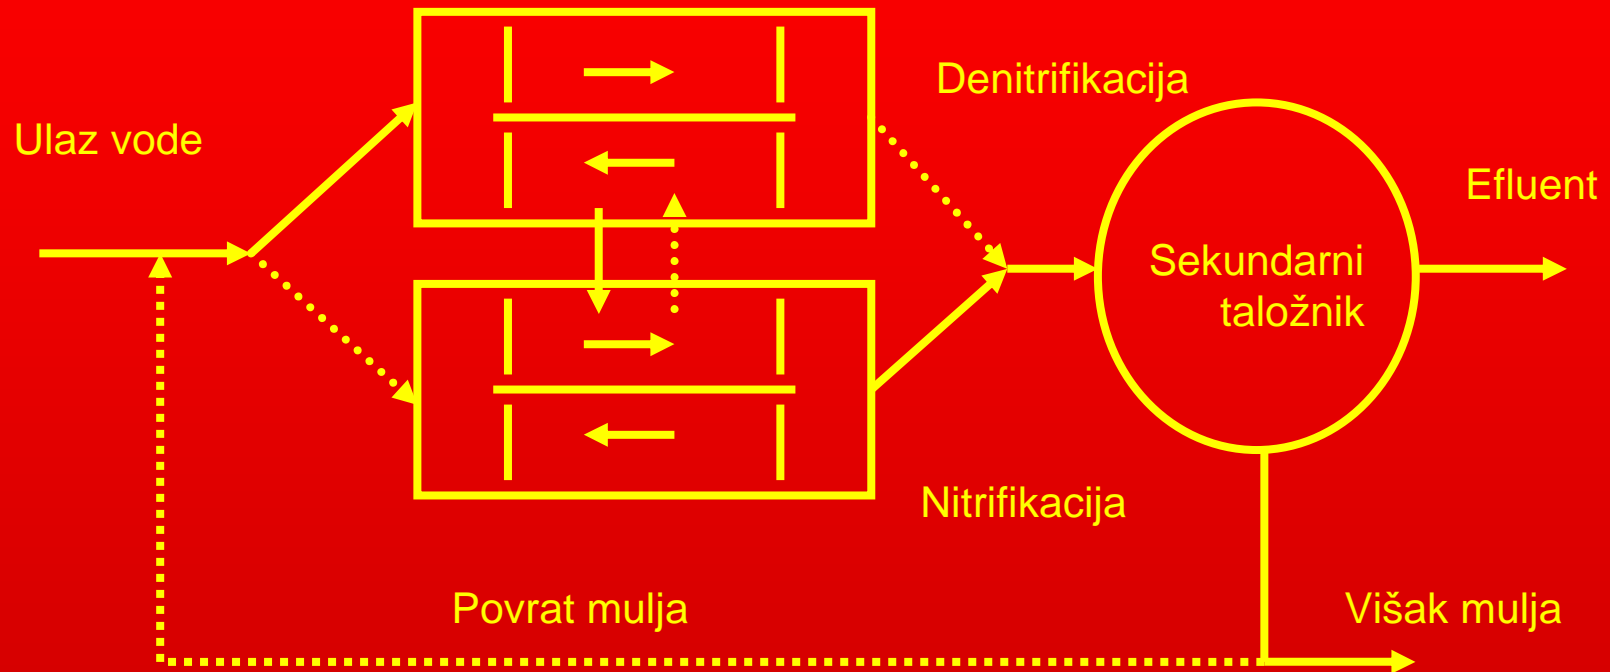 Denitrifikacija
Ulaz vode
Efluent
Sekundarni
taložnik
Nitrifikacija
Povrat mulja
Višak mulja